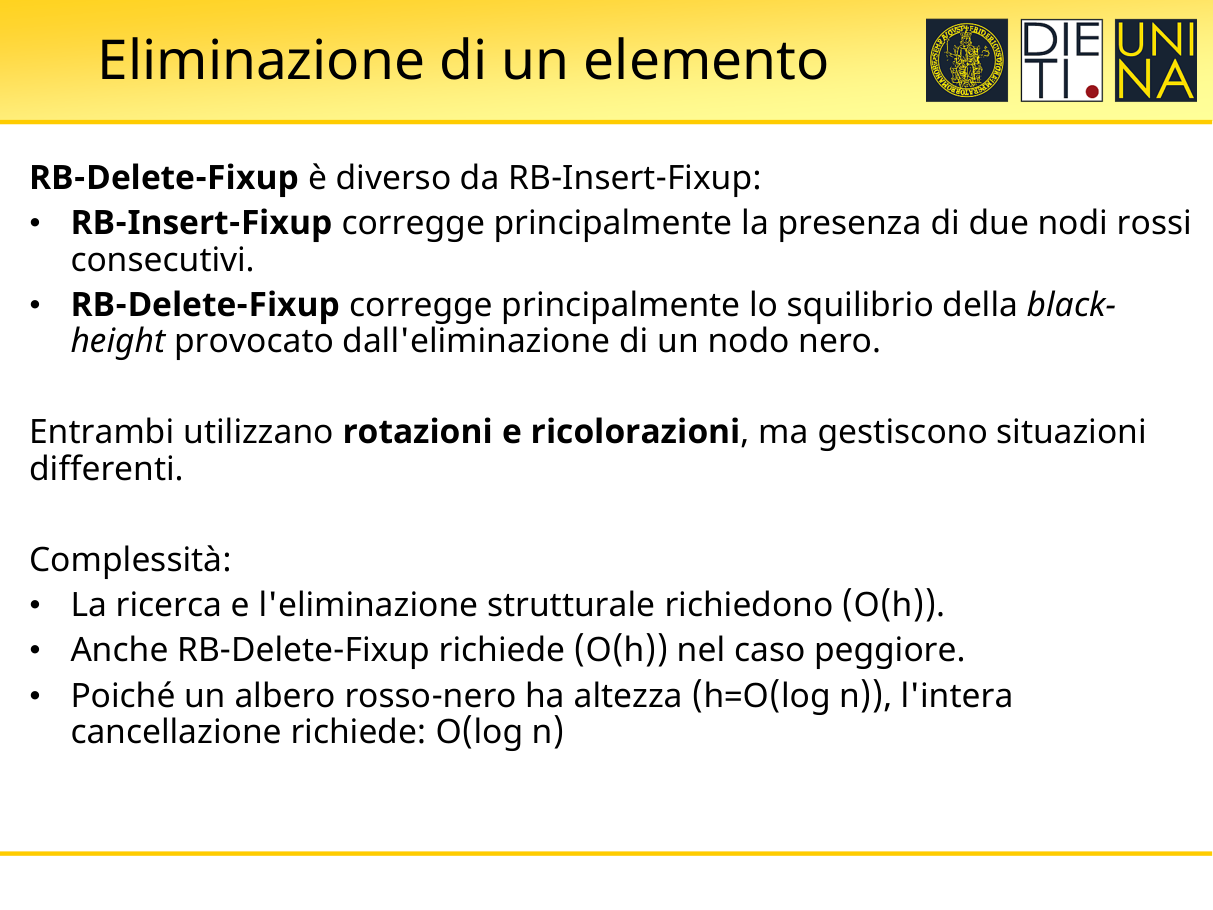 Eliminazione di un elemento
DIE
TI.
UNI
NA
RB-Delete-Fixup è diverso da RB-Insert-Fixup:
• RB-Insert-Fixup corregge principalmente la presenza di due nodi rossi
consecutivi.
• RB-Delete-Fixup corregge principalmente lo squilibrio della black-
height provocato dall'eliminazione di un nodo nero.
Entrambi utilizzano rotazioni e ricolorazioni, ma gestiscono situazioni
differenti.
Complessità:
• La ricerca e l'eliminazione strutturale richiedono (O(h)).
• Anche RB-Delete-Fixup richiede (O(h)) nel caso peggiore.
• Poiché un albero rosso-nero ha altezza (h=O(log n)), l'intera
cancellazione richiede: O(log n)